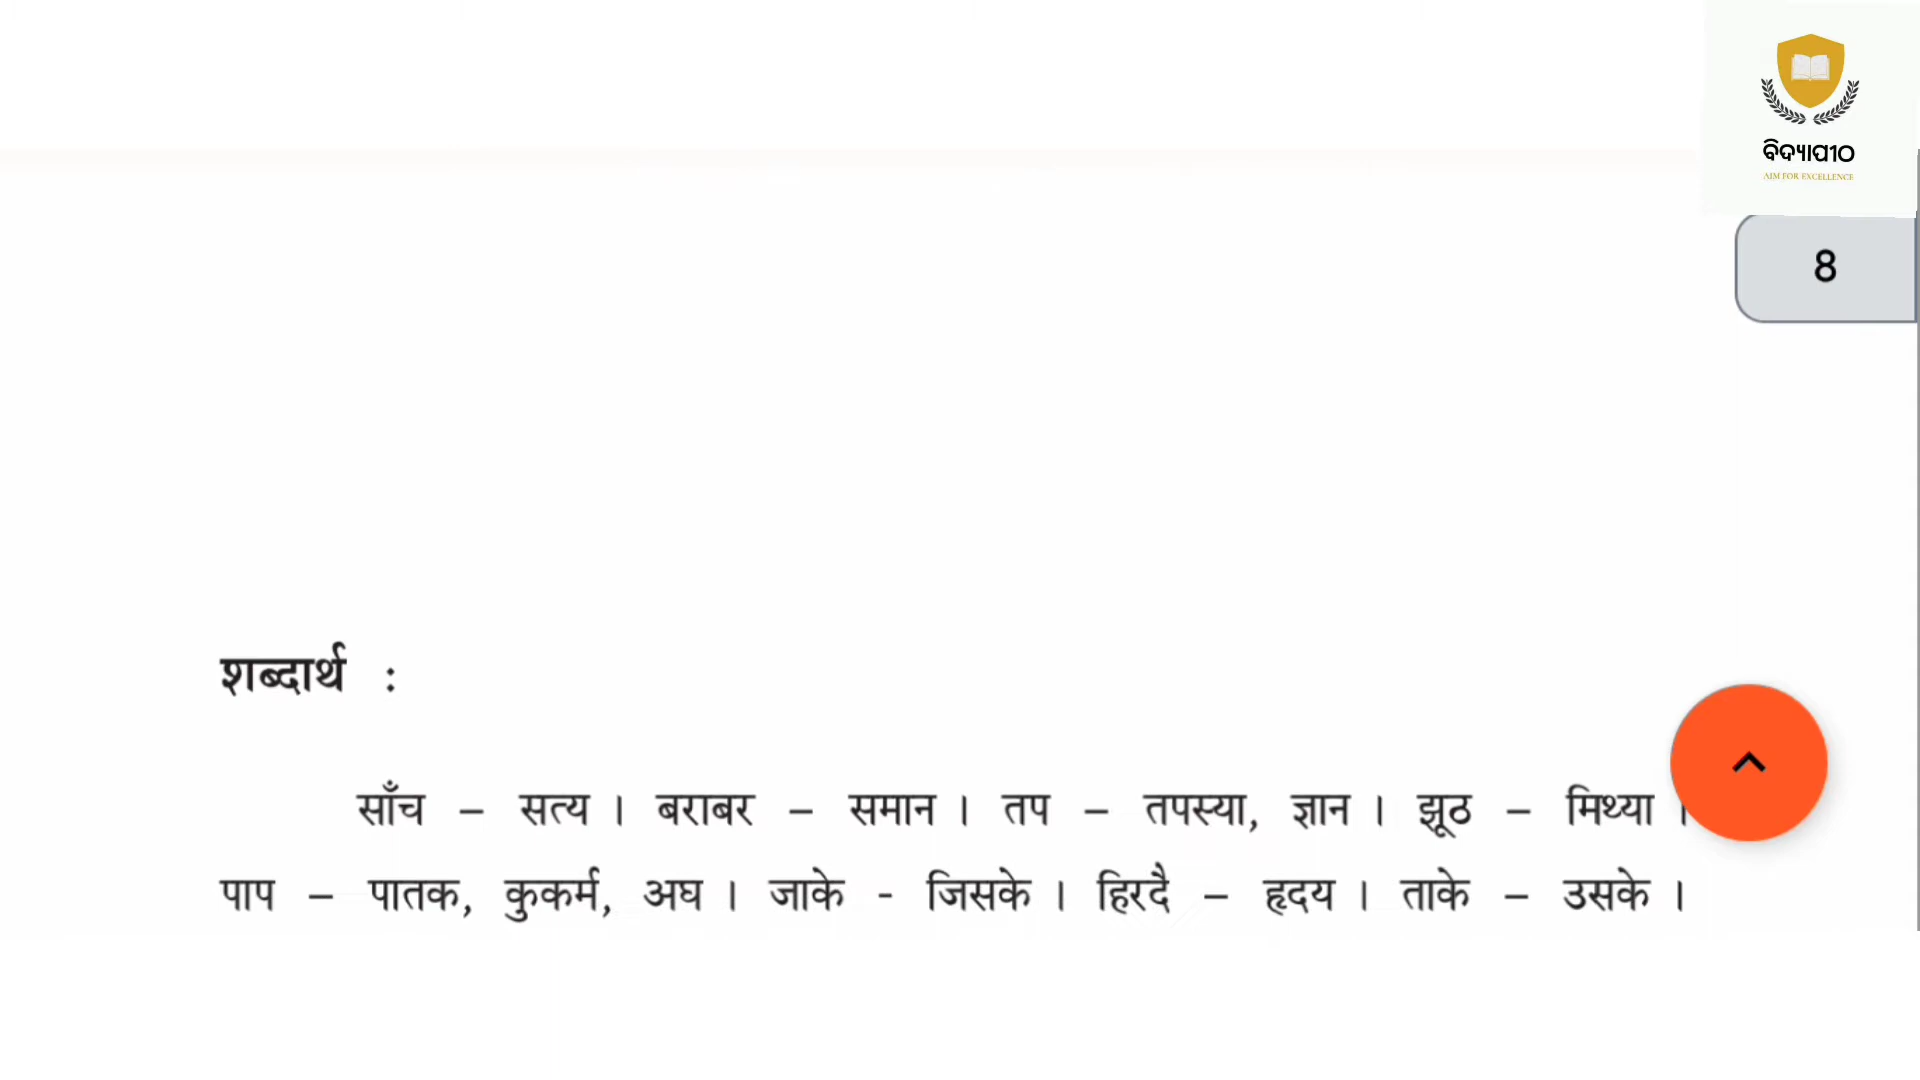 ବିଦ୍ୟାପୀଠ
AIM FOR EXCELLENCE
8
शब्दार्थ :
साँच – सत्य । बराबर – समान । तप – तपस्या, ज्ञान । झूठ – मिथ्या ।
पाप – पातक, कुकर्म, अघ । जाके - जिसके । हिरदै – हृदय । ताके – उसके ।